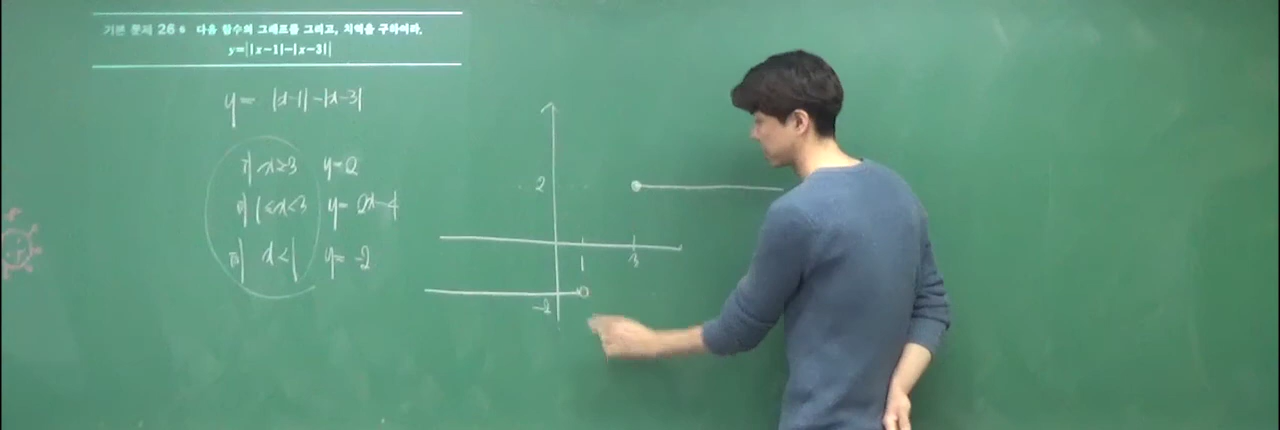 기본 문제 26-6 다음 함수의 그래프를 그리고, 치역을 구하여라.
y=||x-1|-|x-3||
y= |x-1|-|x-3|
i) x≥3 y=2
ii) 1≤x<3 y= 2x-4
iii) x<1 y= -2
2
1 3
-2